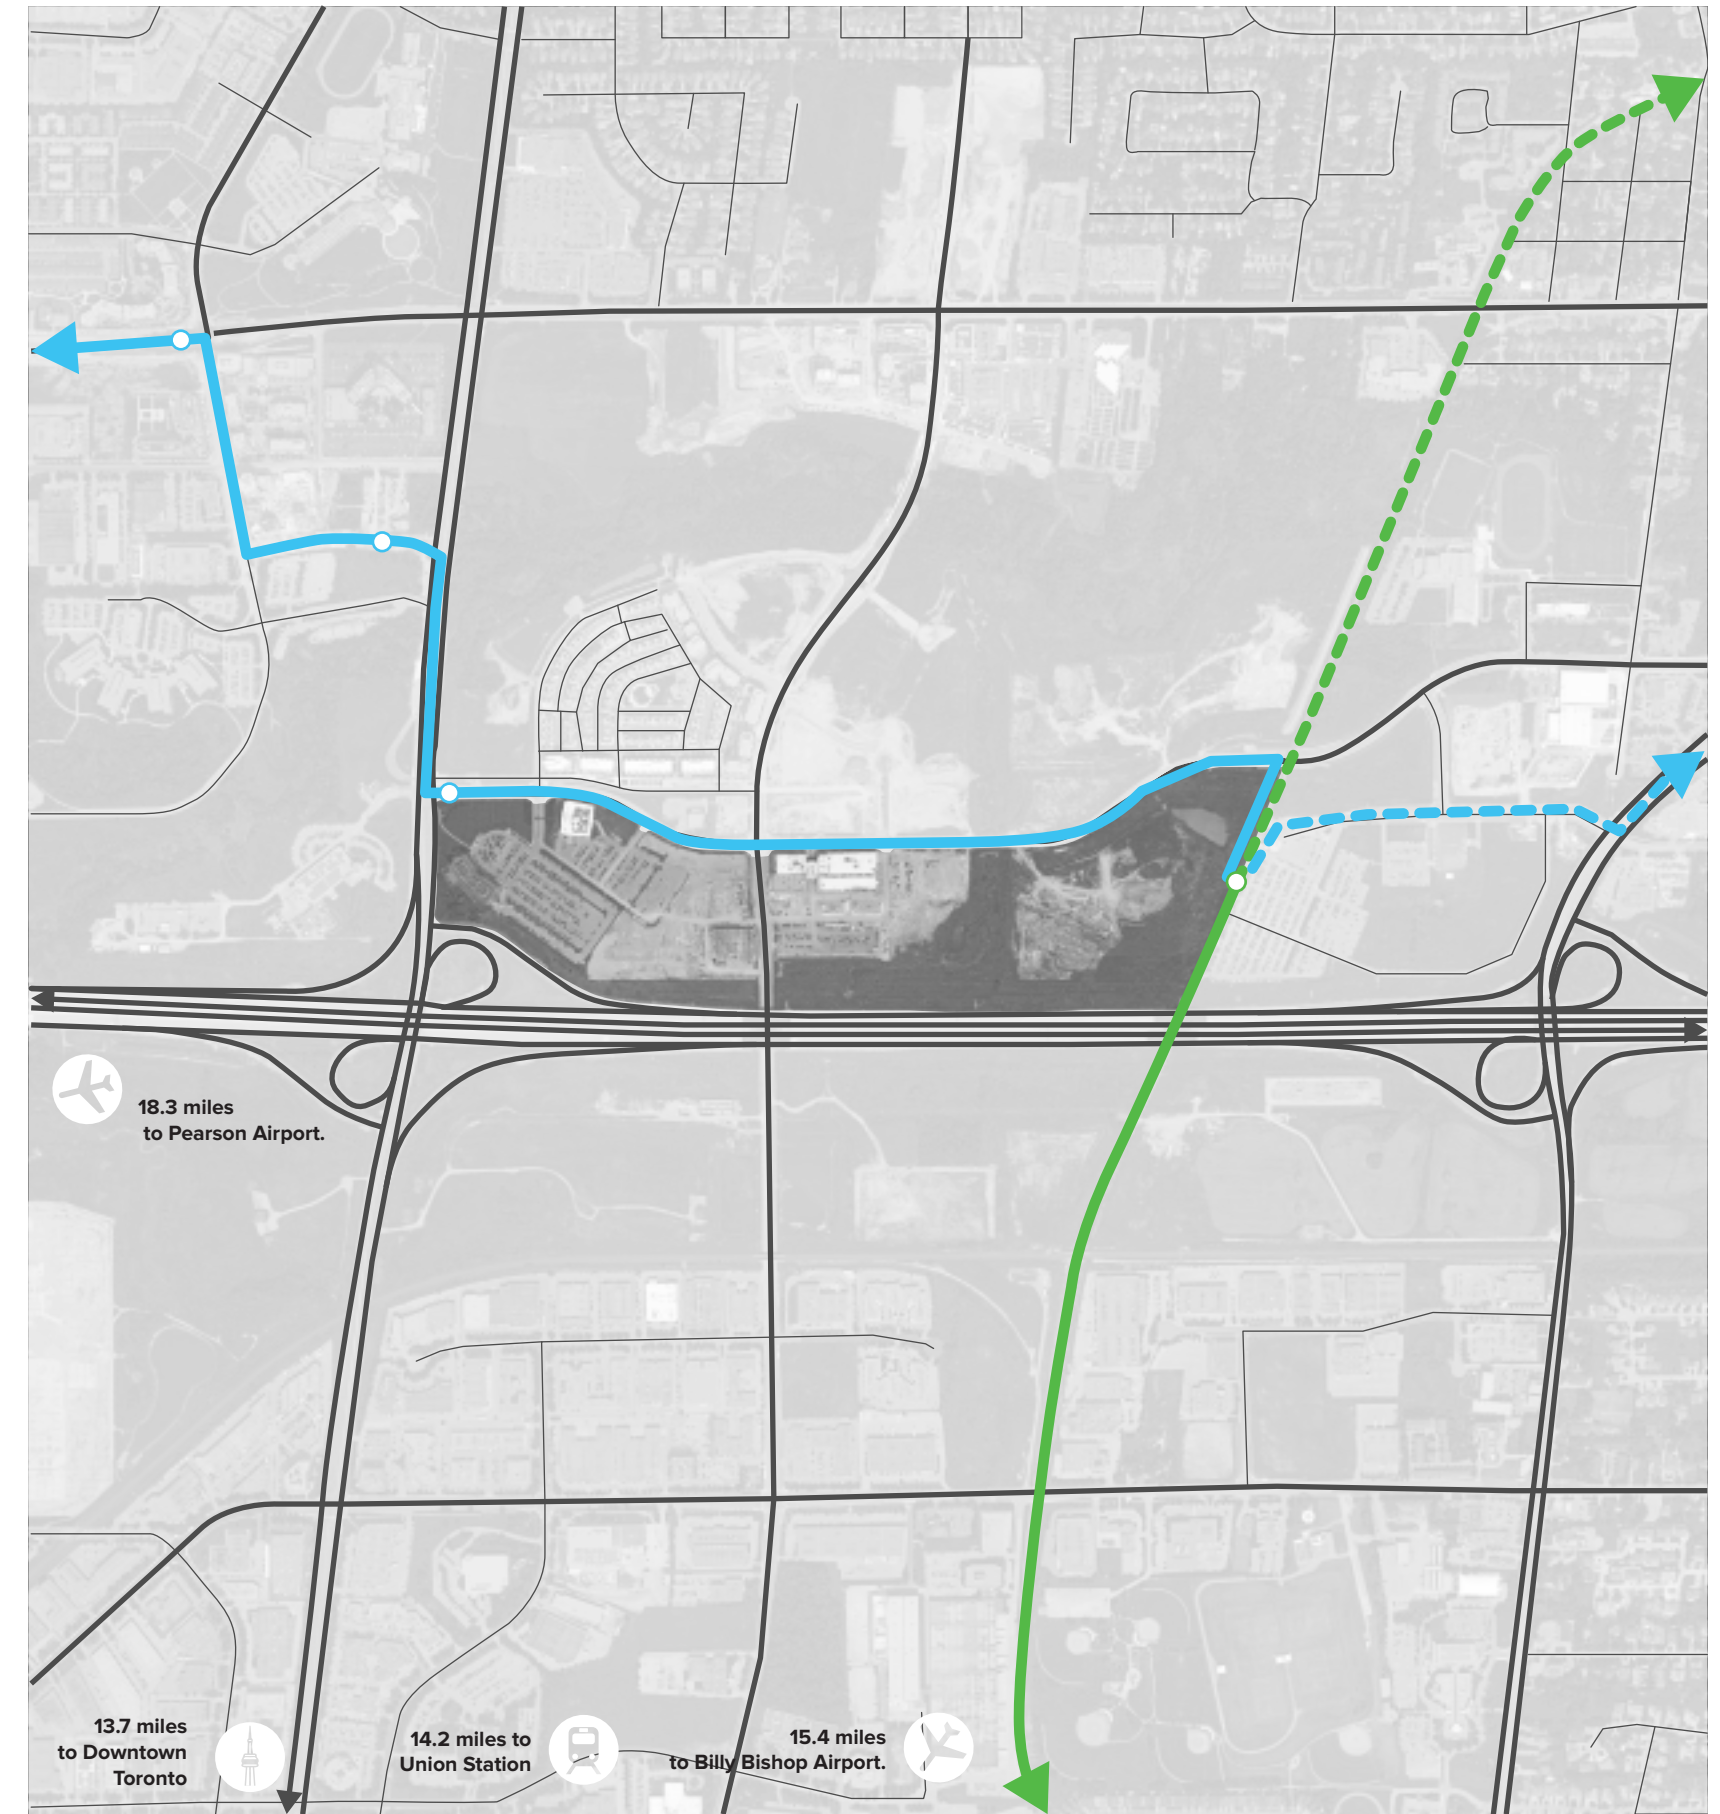 18.3 miles
to Pearson Airport.
13.7 miles
to Downtown
Toronto
14.2 miles to
Union Station
15.4 miles
to Billy Bishop Airport.